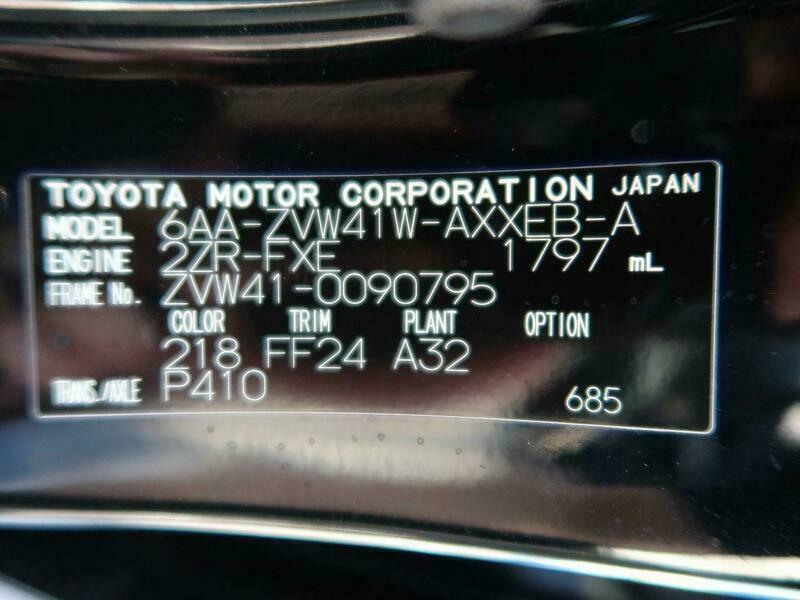 TOYOTA MOTOR CORPORATION JAPAN
MODEL 6AA-ZVW41W-AXXEB-A
ENGINE 2ZR-FXE 1797 mL
FRAME No. ZVW41-0090795
COLOR TRIM PLANT OPTION
218 FF24 A32
TRANS./AXLE P410 685